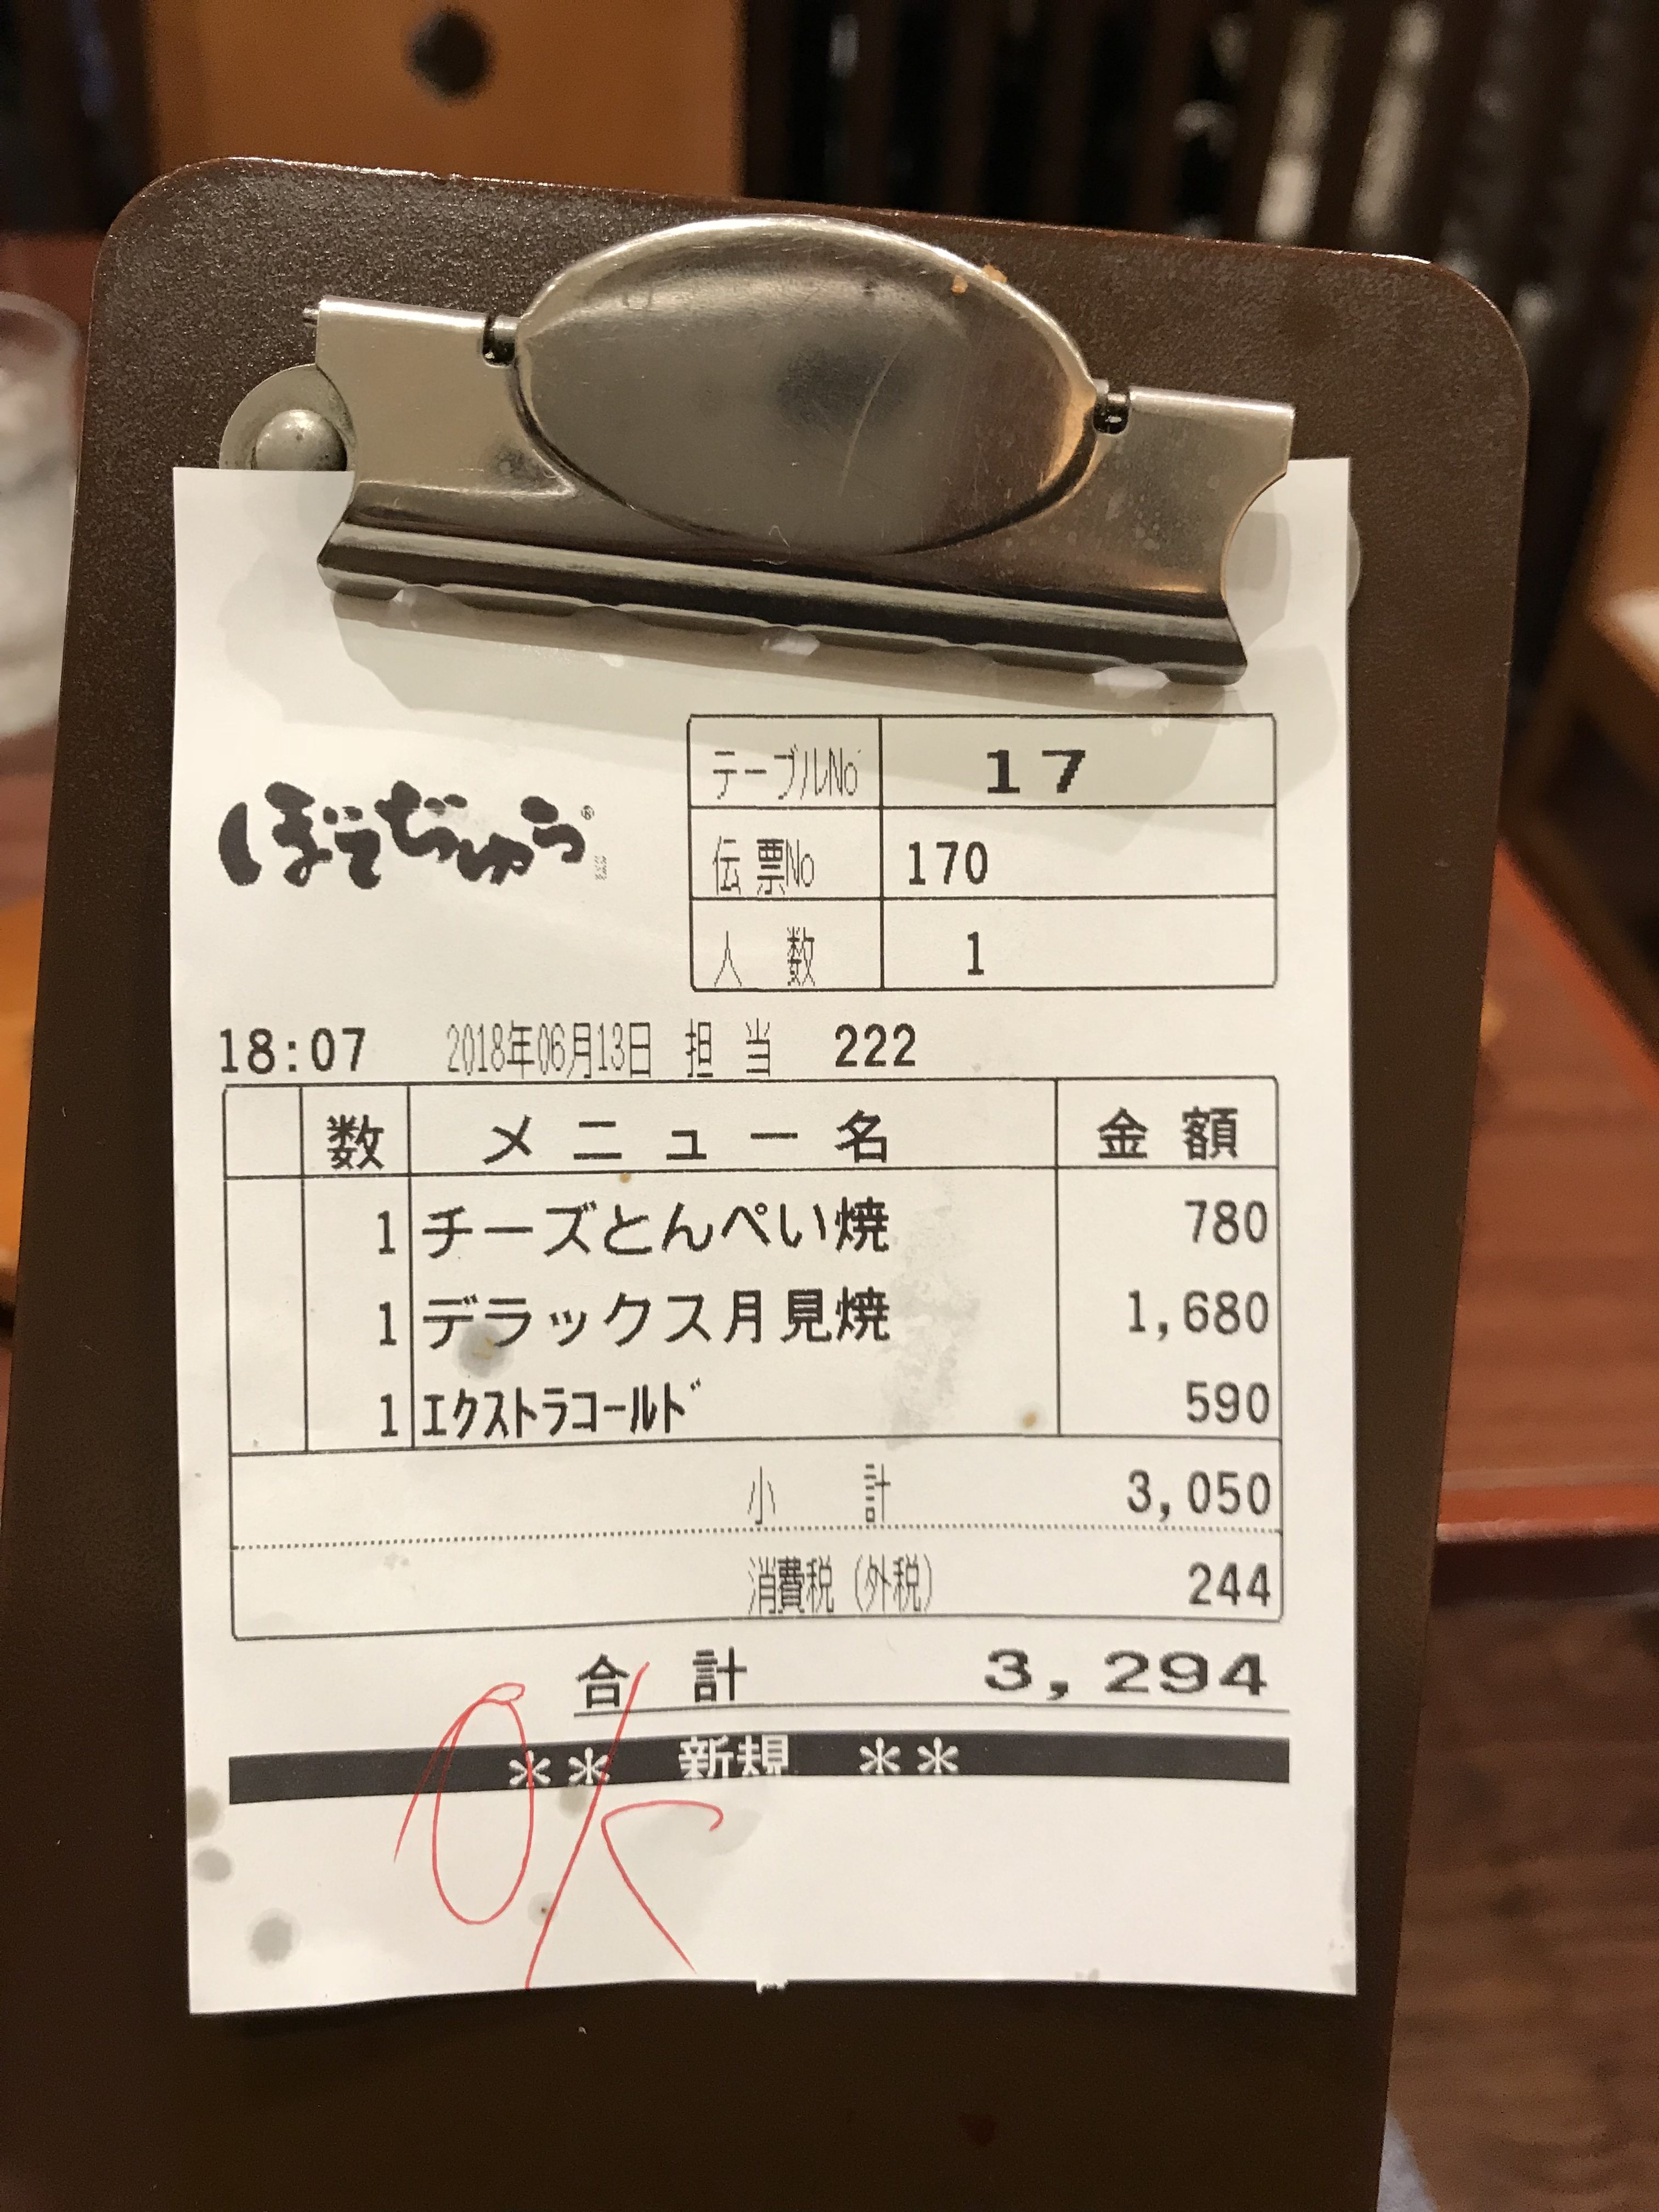 ぼてぢゅう®
テーブルNo 17
伝票No 170
人数 1
18:07 2018年06月13日 担当 222
数 メニュー名 金額
1 チーズとんぺい焼 780
1 デラックス月見焼 1,680
1 ｴｸｽﾄﾗｺｰﾙﾄﾞ 590
小計 3,050
消費税(外税) 244
合計 3,294
** 新規 **
OK